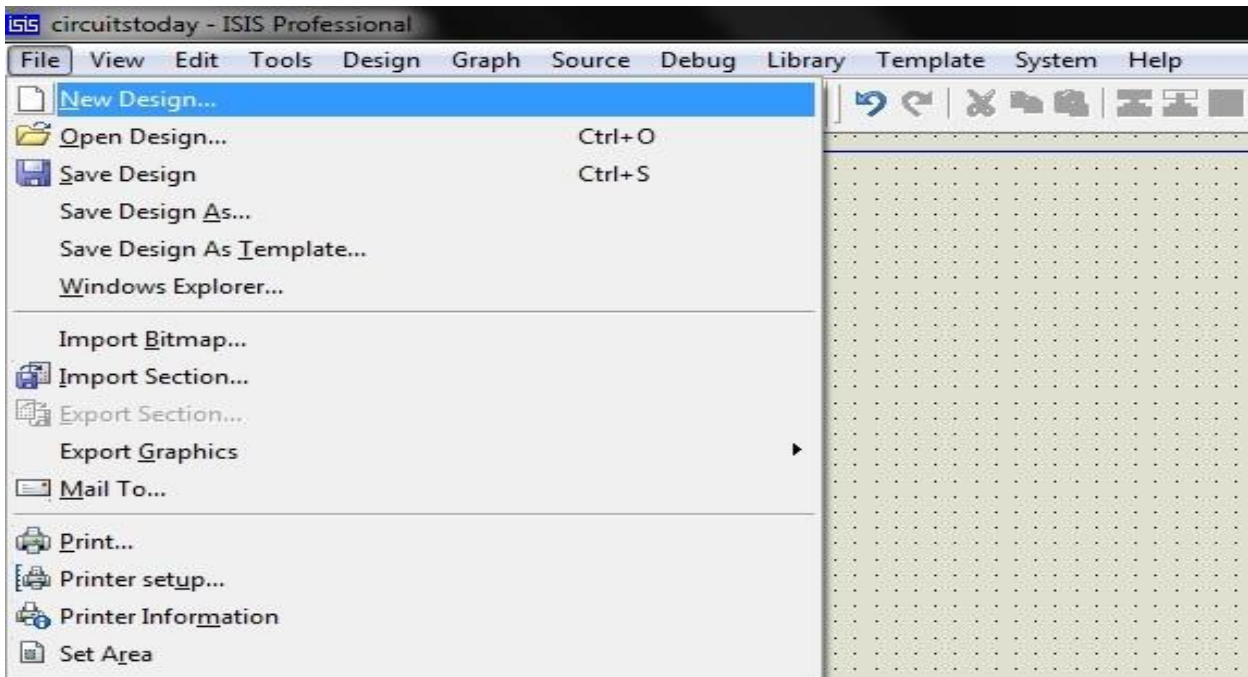 ISIS circuitstoday - ISIS Professional
File View Edit Tools Design Graph Source Debug Library Template System Help
New Design...
Open Design... Ctrl+O
Save Design Ctrl+S
Save Design As...
Save Design As Template...
Windows Explorer...
Import Bitmap...
Import Section...
Export Section...
Export Graphics
Mail To...
Print...
Printer setup...
Printer Information
Set Area